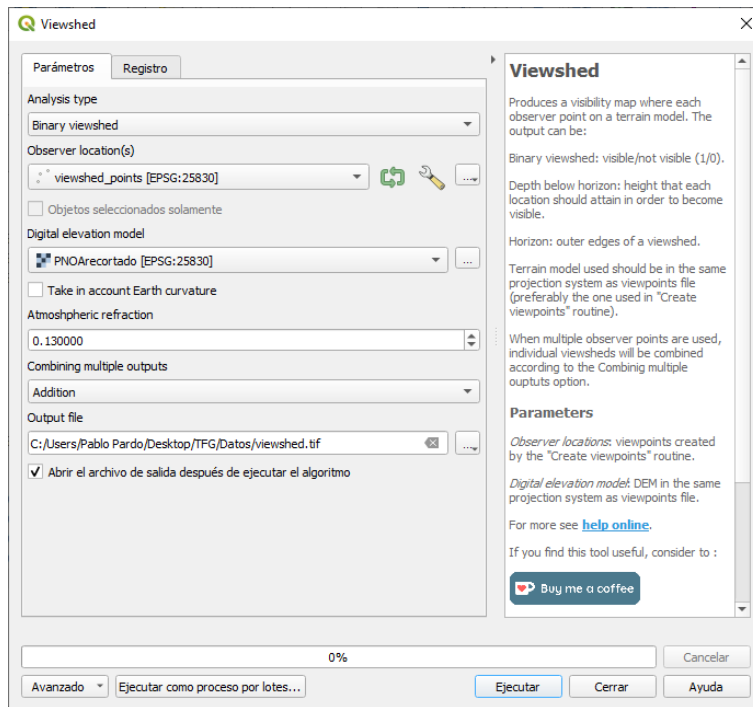 Viewshed
Parámetros
Registro
Analysis type
Binary viewshed
Observer location(s)
viewshed_points [EPSG:25830]
...
Objetos seleccionados solamente
Digital elevation model
PNOArecortado [EPSG:25830]
...
Take in account Earth curvature
Atmoshpheric refraction
0.130000
Combining multiple outputs
Addition
Output file
C:/Users/Pablo Pardo/Desktop/TFG/Datos/viewshed.tif
...
Abrir el archivo de salida después de ejecutar el algoritmo
Viewshed
Produces a visibility map where each
observer point on a terrain model. The
output can be:
Binary viewshed: visible/not visible (1/0).
Depth below horizon: height that each
location should attain in order to become
visible.
Horizon: outer edges of a viewshed.
Terrain model used should be in the same
projection system as viewpoints file
(preferably the one used in "Create
viewpoints" routine).
When multiple observer points are used,
individual viewsheds will be combined
according to the Combinig multiple
ouptuts option.
Parameters
Observer locations: viewpoints created
by the "Create viewpoints" routine.
Digital elevation model: DEM in the same
projection system as viewpoints file.
For more see help online.
If you find this tool useful, consider to :
Buy me a coffee
0%
Cancelar
Avanzado
Ejecutar como proceso por lotes...
Ejecutar
Cerrar
Ayuda